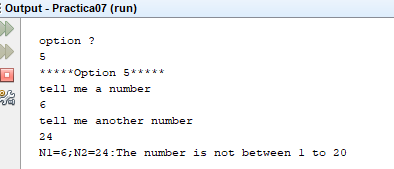 Output - Practica07 (run)
option ?
5
*****Option 5*****
tell me a number
6
tell me another number
24
N1=6;N2=24:The number is not between 1 to 20